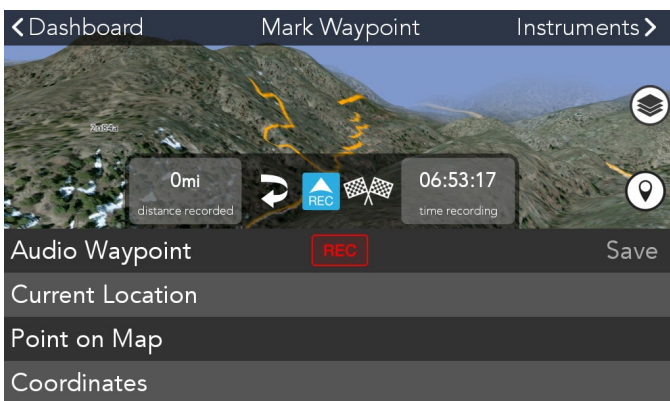 Dashboard Mark Waypoint Instruments
0mi
distance recorded
REC
06:53:17
time recording
Audio Waypoint REC Save
Current Location
Point on Map
Coordinates